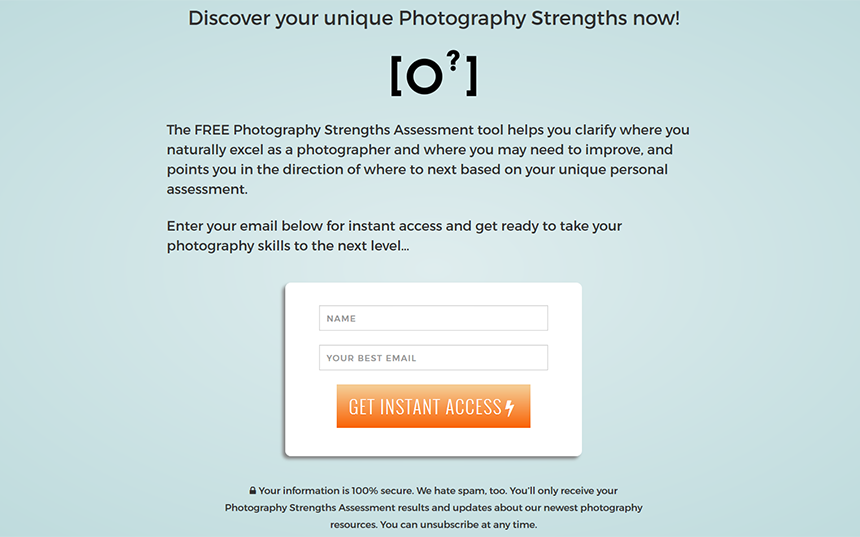 Discover your unique Photography Strengths now!
[O?]
The FREE Photography Strengths Assessment tool helps you clarify where you
naturally excel as a photographer and where you may need to improve, and
points you in the direction of where to next based on your unique personal
assessment.
Enter your email below for instant access and get ready to take your
photography skills to the next level...
NAME
YOUR BEST EMAIL
GET INSTANT ACCESS
Your information is 100% secure. We hate spam, too. You'll only receive your
Photography Strengths Assessment results and updates about our newest photography
resources. You can unsubscribe at any time.